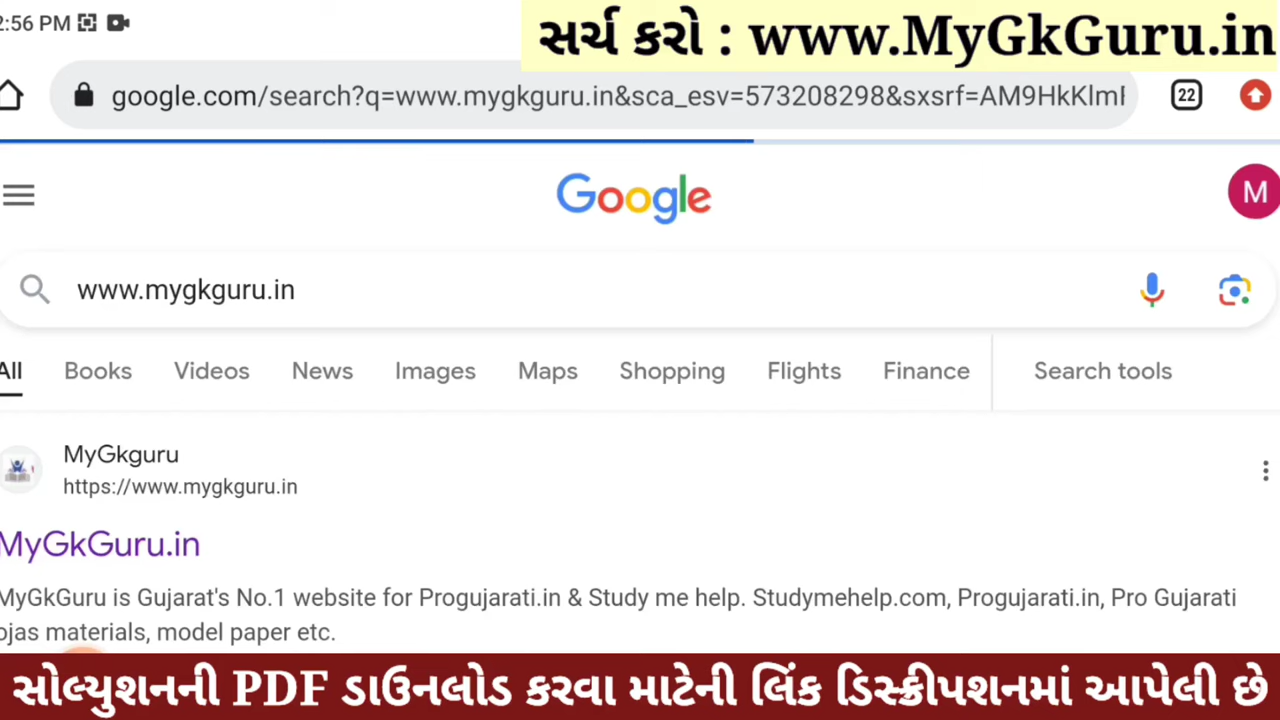 2:56 PM
સર્ચ કરો : www.MyGkGuru.in
google.com/search?q=www.mygkguru.in&sca_esv=573208298&sxsrf=AM9HkKlmF
22
Google
M
www.mygkguru.in
All Books Videos News Images Maps Shopping Flights Finance Search tools
MyGkguru
https://www.mygkguru.in
MyGkGuru.in
MyGkGuru is Gujarat's No.1 website for Progujarati.in & Study me help. Studymehelp.com, Progujarati.in, Pro Gujarati
ojas materials, model paper etc.
સોલ્યુશનની PDF ડાઉનલોડ કરવા માટેની લિંક ડિસ્ક્રીપશનમાં આપેલી છે